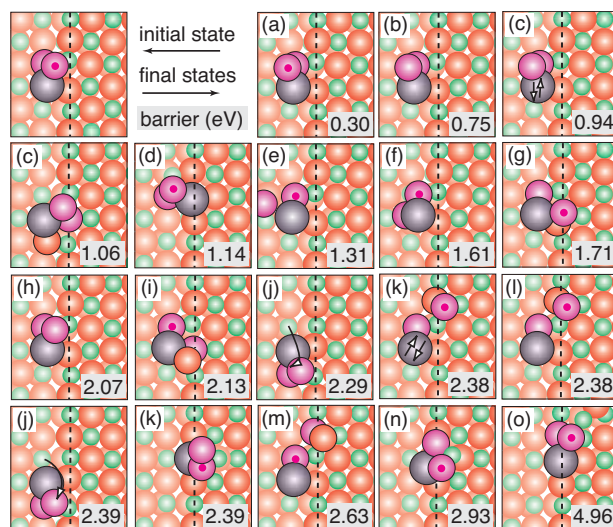 initial state
final states
barrier (eV)
(a)
0.30
(b)
0.75
(c)
0.94
(c)
1.06
(d)
1.14
(e)
1.31
(f)
1.61
(g)
1.71
(h)
2.07
(i)
2.13
(j)
2.29
(k)
2.38
(l)
2.38
(j)
2.39
(k)
2.39
(m)
2.63
(n)
2.93
(o)
4.96